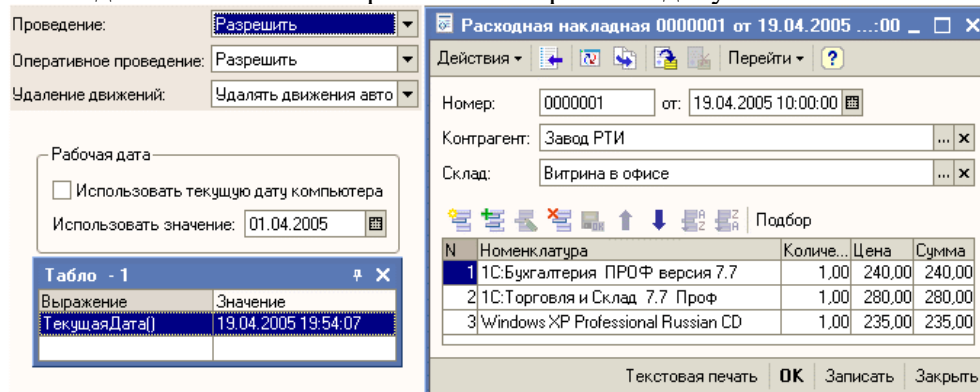 Проведение: Разрешить
Оперативное проведение: Разрешить
Удаление движений: Удалять движения авто
Рабочая дата
Использовать текущую дату компьютера
Использовать значение: 01.04.2005
Табло - 1
Выражение Значение
ТекущаяДата() 19.04.2005 19:54:07
Расходная накладная 0000001 от 19.04.2005 ...:00
Действия Перейти ?
Номер: 0000001 от: 19.04.2005 10:00:00
Контрагент: Завод РТИ ... x
Склад: Витрина в офисе ... x
Подбор
N Номенклатура Количе... Цена Сумма
1 1С:Бухгалтерия ПРОФ версия 7.7 1,00 240,00 240,00
2 1С:Торговля и Склад 7.7 Проф 1,00 280,00 280,00
3 Windows XP Professional Russian CD 1,00 235,00 235,00
Текстовая печать OK Записать Закрыть